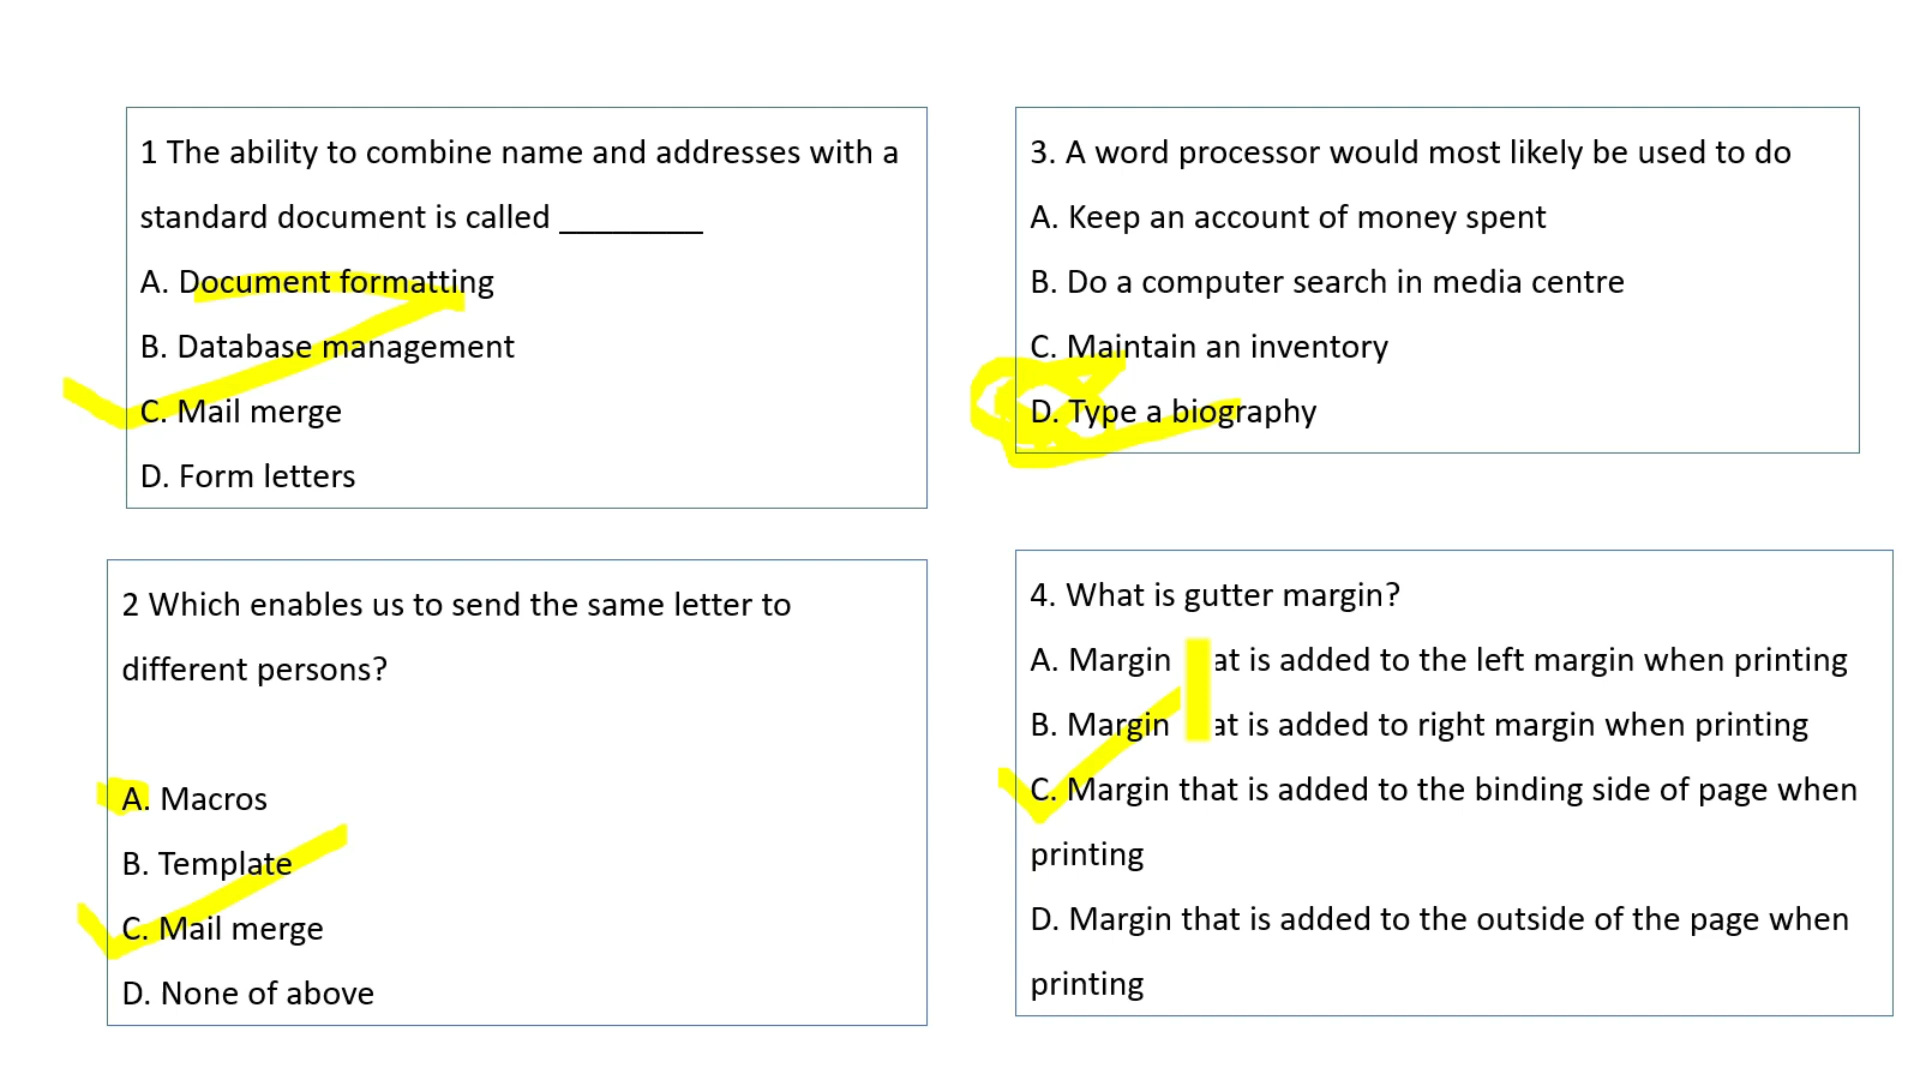 1 The ability to combine name and addresses with a
standard document is called ________
A. Document formatting
B. Database management
C. Mail merge
D. Form letters
2 Which enables us to send the same letter to
different persons?
A. Macros
B. Template
C. Mail merge
D. None of above
3. A word processor would most likely be used to do
A. Keep an account of money spent
B. Do a computer search in media centre
C. Maintain an inventory
D. Type a biography
4. What is gutter margin?
A. Margin at is added to the left margin when printing
B. Margin at is added to right margin when printing
C. Margin that is added to the binding side of page when
printing
D. Margin that is added to the outside of the page when
printing